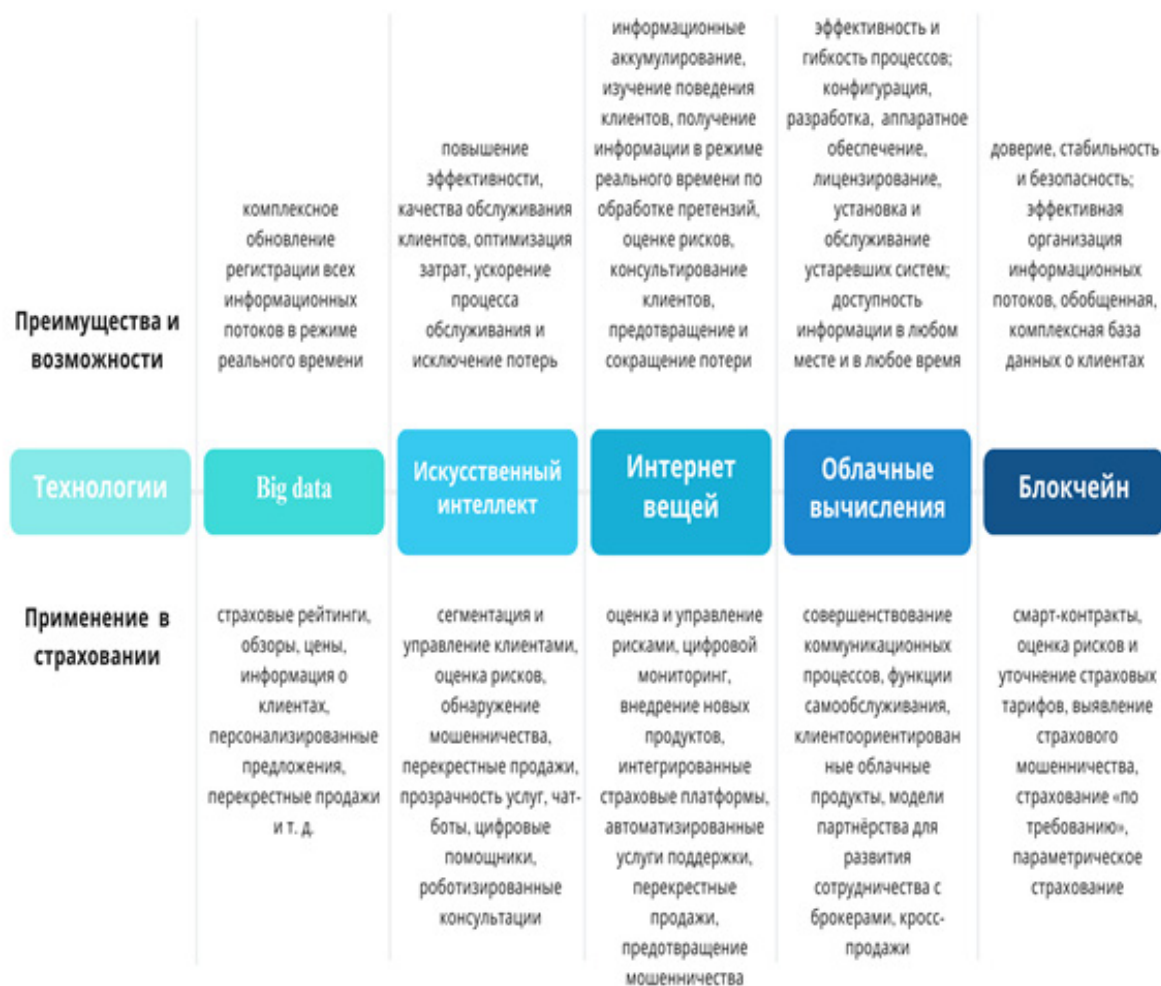 Преимущества и
возможности
комплексное
обновление
регистрации всех
информационных
потоков в режиме
реального времени
повышение
эффективности,
качества обслуживания
клиентов, оптимизация
затрат, ускорение
процесса
обслуживания и
исключение потерь
информационные
аккумулирование,
изучение поведения
клиентов, получение
информации в режиме
реального времени по
обработке претензий,
оценке рисков,
консультирование
клиентов,
предотвращение и
сокращение потери
эффективность и
гибкость процессов;
конфигурация,
разработка, аппаратное
обеспечение,
лицензирование,
установка и
обслуживание
устаревших систем;
доступность
информации в любом
месте и в любое время
доверие, стабильность
и безопасность;
эффективная
организация
информационных
потоков, обобщенная,
комплексная база
данных о клиентах
Технологии
Big data
Искусственный
интеллект
Интернет
вещей
Облачные
вычисления
Блокчейн
Применение в
страховании
страховые рейтинги,
обзоры, цены,
информация о
клиентах,
персонализированные
предложения,
перекрестные продажи
и т. д.
сегментация и
управление клиентами,
оценка рисков,
обнаружение
мошенничества,
перекрестные продажи,
прозрачность услуг, чат-
боты, цифровые
помощники,
роботизированные
консультации
оценка и управление
рисками, цифровой
мониторинг,
внедрение новых
продуктов,
интегрированные
страховые платформы,
автоматизированные
услуги поддержки,
перекрестные
продажи,
предотвращение
мошенничества
совершенствование
коммуникационных
процессов, функции
самообслуживания,
клиентоориентирован
ные облачные
продукты, модели
партнёрства для
развития
сотрудничества с
брокерами, кросс-
продажи
смарт-контракты,
оценка рисков и
уточнение страховых
тарифов, выявление
страхового
мошенничества,
страхование «по
требованию»,
параметрическое
страхование